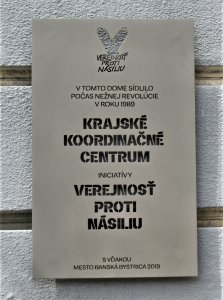 VEREJNOSŤ
PROTI
NÁSILIU
V TOMTO DOME SÍDLILO
POČAS NEŽNEJ REVOLÚCIE
V ROKU 1989
KRAJSKÉ
KOORDINAČNÉ
CENTRUM
INICIATÍVY
VEREJNOSŤ
PROTI
NÁSILIU
S VĎAKOU
MESTO BANSKÁ BYSTRICA 2019